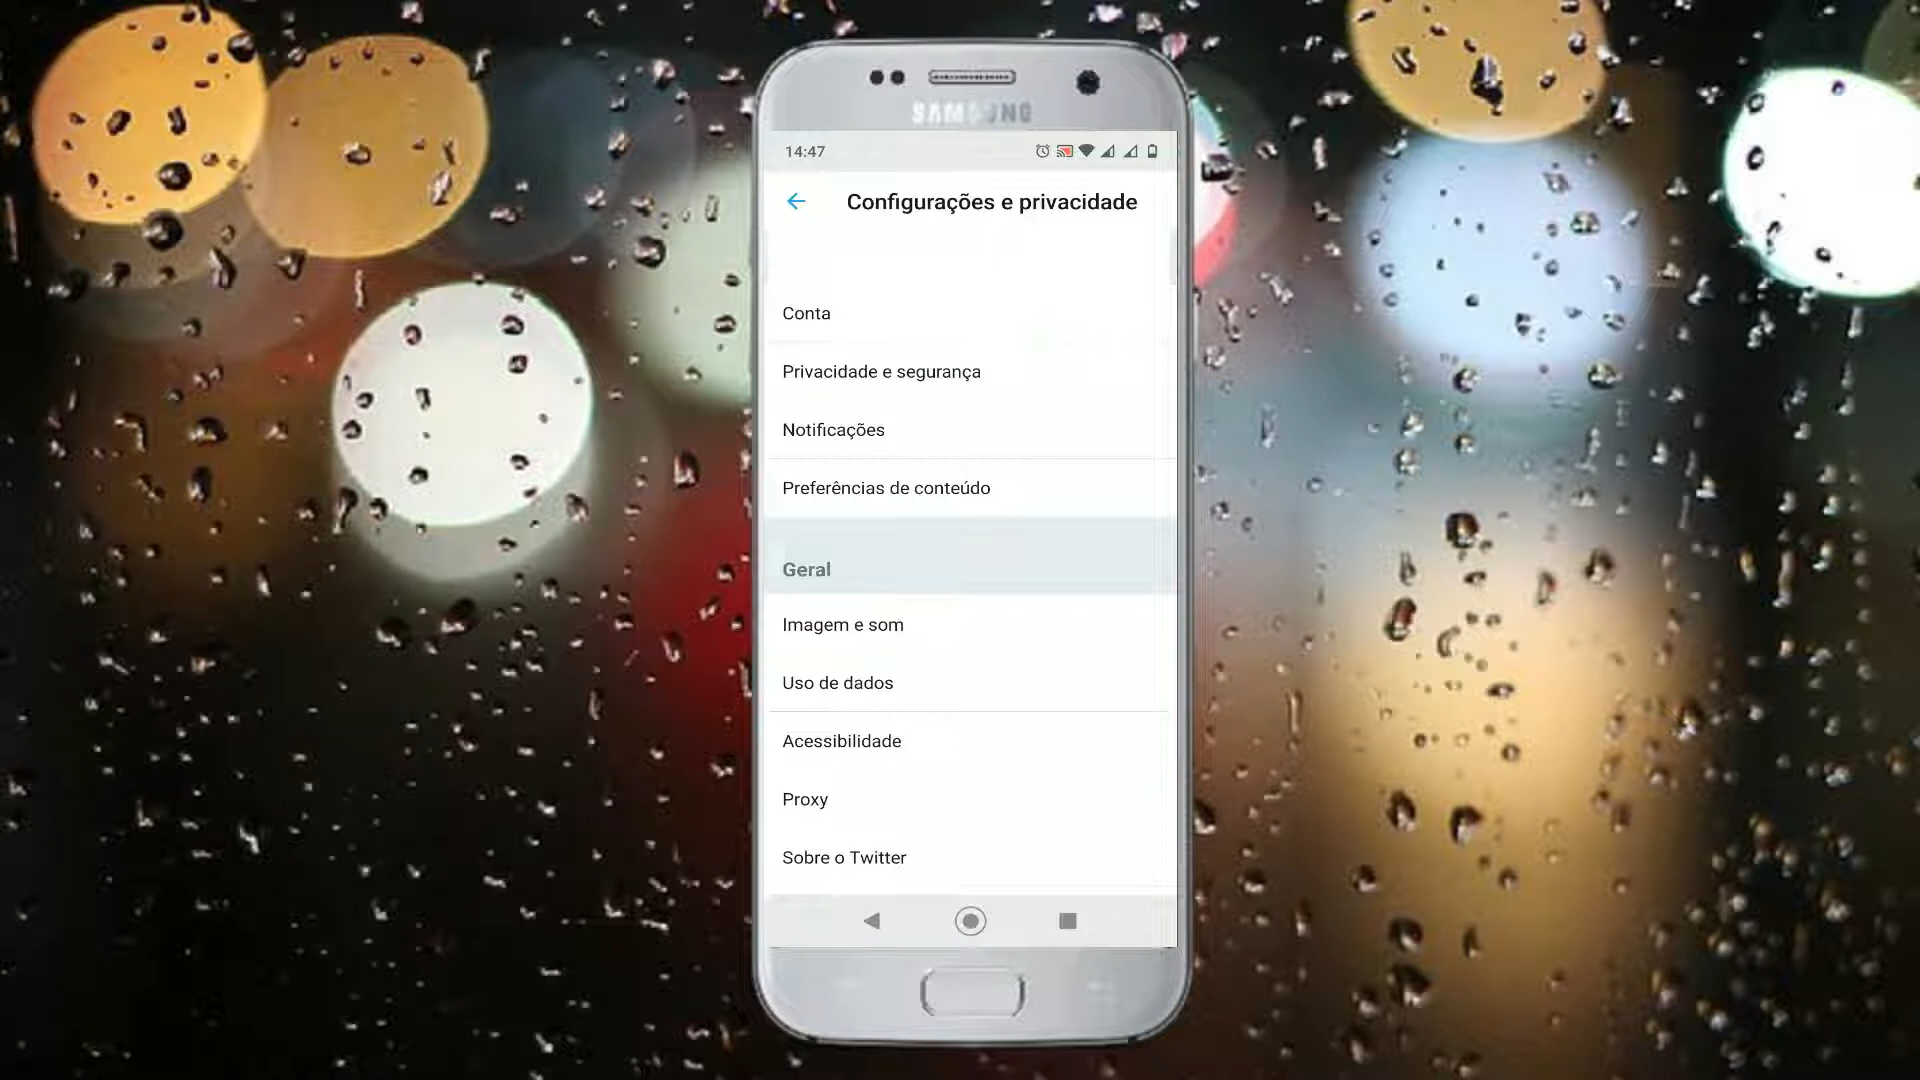 SAMSUNG
14:47
Configurações e privacidade
Conta
Privacidade e segurança
Notificações
Preferências de conteúdo
Geral
Imagem e som
Uso de dados
Acessibilidade
Proxy
Sobre o Twitter